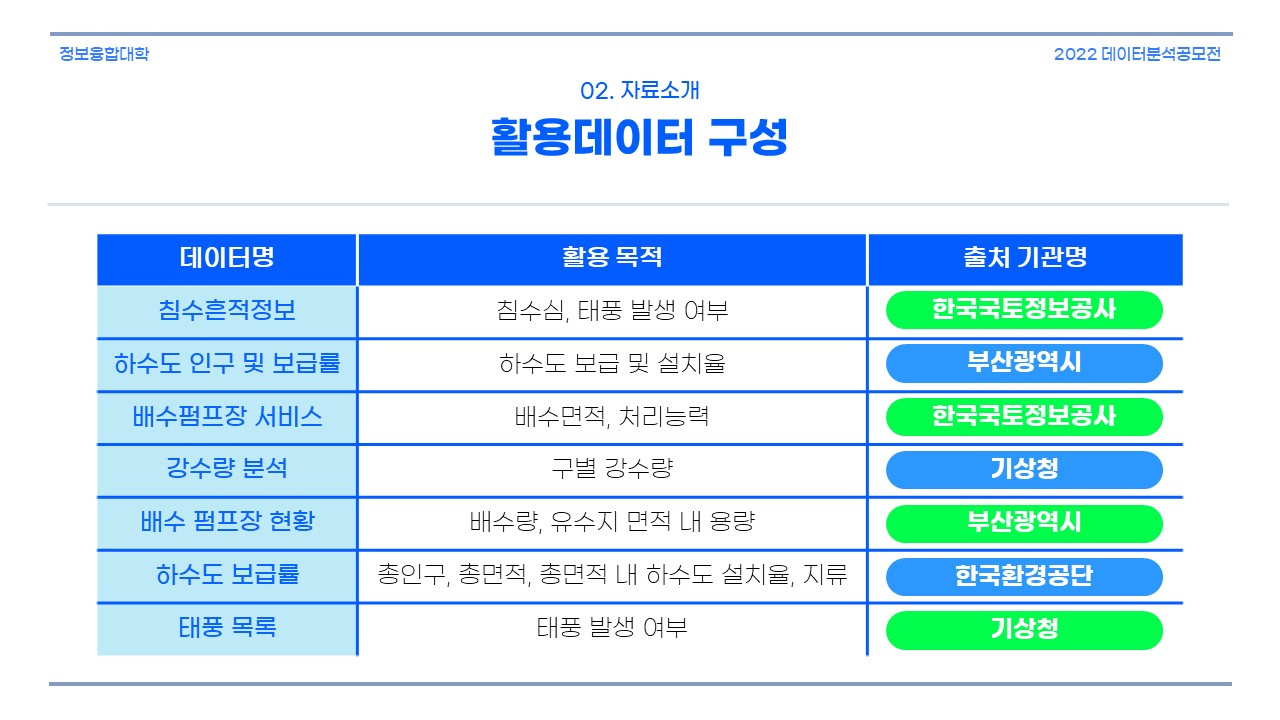 정보융합대학
2022 데이터분석공모전
02. 자료소개
활용데이터 구성
데이터명 활용 목적 출처 기관명
침수흔적정보 침수심, 태풍 발생 여부 한국국토정보공사
하수도 인구 및 보급률 하수도 보급 및 설치율 부산광역시
배수펌프장 서비스 배수면적, 처리능력 한국국토정보공사
강수량 분석 구별 강수량 기상청
배수 펌프장 현황 배수량, 유수지 면적 내 용량 부산광역시
하수도 보급률 총인구, 총면적, 총면적 내 하수도 설치율, 지류 한국환경공단
태풍 목록 태풍 발생 여부 기상청